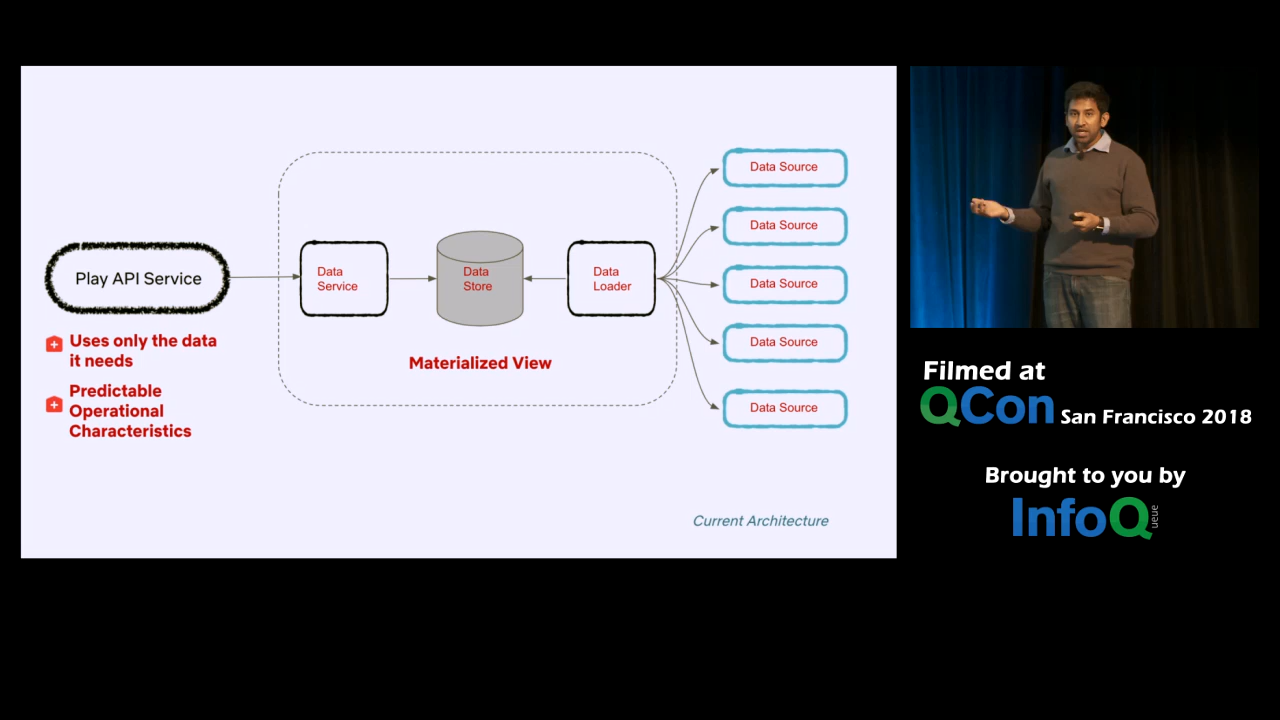 Play API Service
Uses only the data
it needs
Predictable
Operational
Characteristics
Data
Service
Data
Store
Data
Loader
Materialized View
Data Source
Data Source
Data Source
Data Source
Data Source
Current Architecture
Filmed at
QCon San Francisco 2018
Brought to you by
InfoQ
ueue